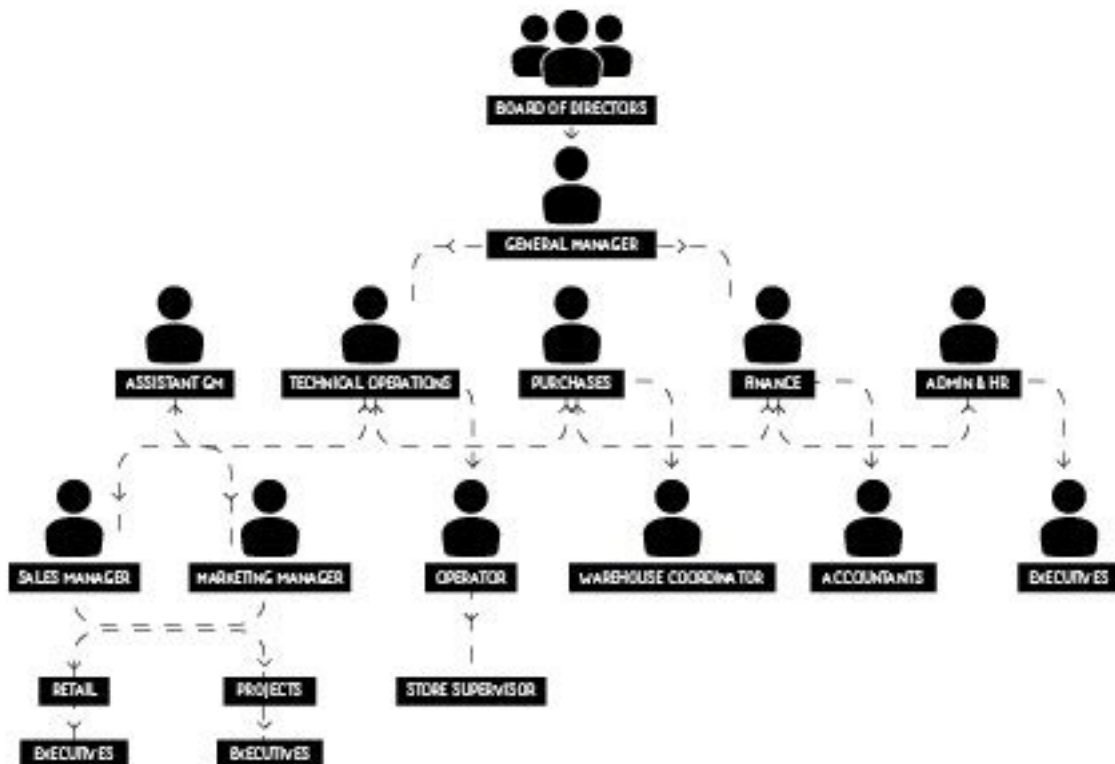 BOARD OF DIRECTORS
GENERAL MANAGER
ASSISTANT GM
TECHNICAL OPERATIONS
PURCHASES
FINANCE
ADMIN & HR
SALES MANAGER
MARKETING MANAGER
OPERATOR
WAREHOUSE COORDINATOR
ACCOUNTANTS
EXECUTIVES
RETAIL
PROJECTS
STORE SUPERVISOR
EXECUTIVES
EXECUTIVES